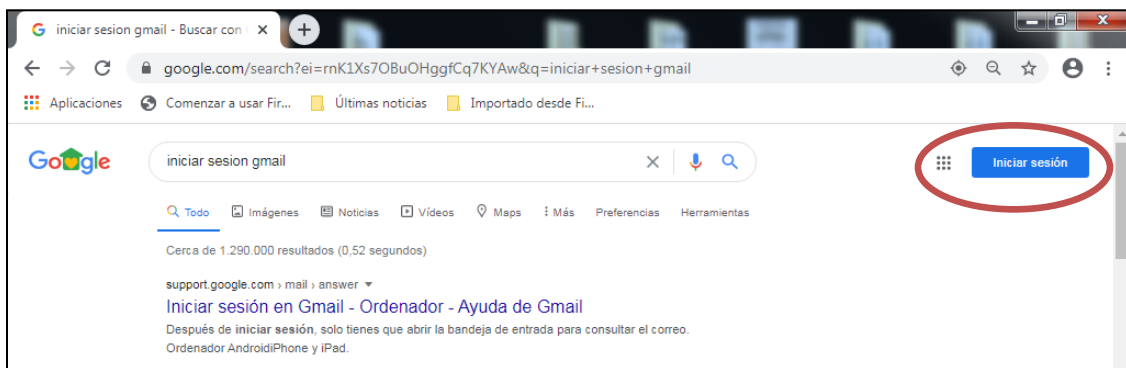 iniciar sesion gmail - Buscar con
google.com/search?ei=rnK1Xs7OBuOHggfCq7KYAw&q=iniciar+sesion+gmail
Aplicaciones Comenzar a usar Fir... Últimas noticias Importado desde Fi...
Google iniciar sesion gmail Iniciar sesión
Todo Imágenes Noticias Vídeos Maps Más Preferencias Herramientas
Cerca de 1.290.000 resultados (0,52 segundos)
support.google.com › mail › answer
Iniciar sesión en Gmail - Ordenador - Ayuda de Gmail
Después de iniciar sesión, solo tienes que abrir la bandeja de entrada para consultar el correo.
Ordenador AndroidiPhone y iPad.